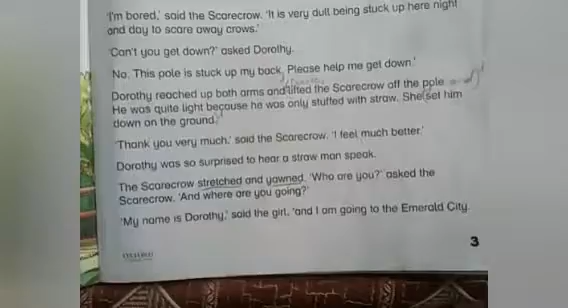 'I'm bored,' said the Scarecrow. 'It is very dull being stuck up here night
and day to scare away crows.'
'Can't you get down?' asked Dorothy.
'No. This pole is stuck up my back. Please help me get down.'
Dorothy reached up both arms and lifted the Scarecrow off the pole.
He was quite light because he was only stuffed with straw. She set him
down on the ground.
'Thank you very much,' said the Scarecrow. 'I feel much better.'
Dorothy was so surprised to hear a straw man speak.
The Scarecrow stretched and yawned. 'Who are you?' asked the
Scarecrow. 'And where are you going?'
'My name is Dorothy,' said the girl, 'and I am going to the Emerald City.
3
OXFORD